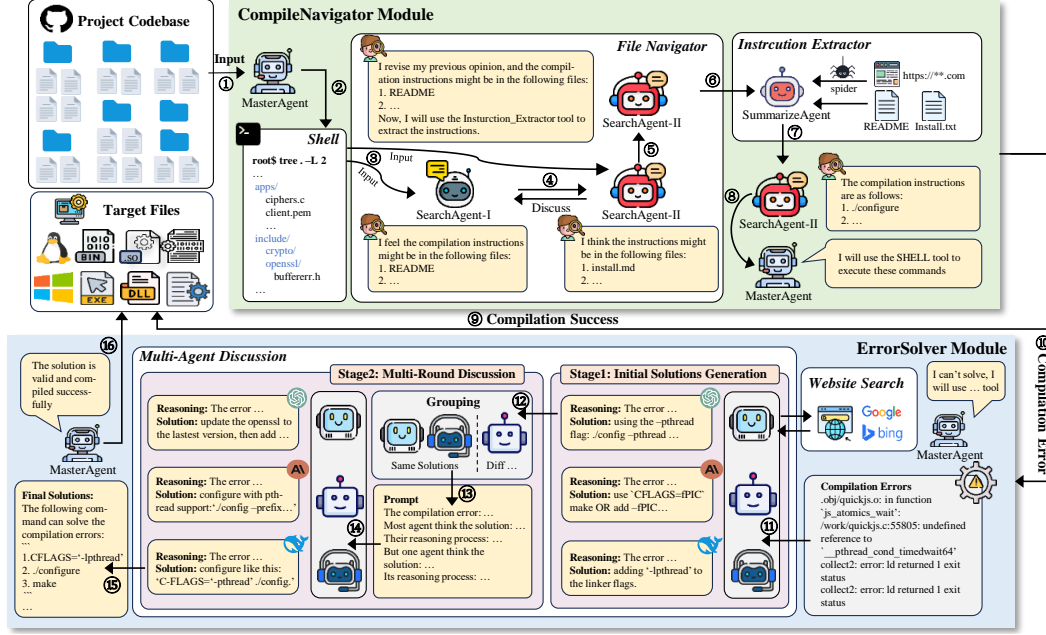 Project Codebase
Input
①
MasterAgent
②
CompileNavigator Module
File Navigator
I revise my previous opinion, and the compil-
ation instructions might be in the following files:
1. README
2. …
Now, I will use the Insturction_Extractor tool to
extract the instructions.
SearchAgent-II
⑤
Shell
root$ tree . –L 2
…
apps/
ciphers.c
client.pem
…
include/
crypto/
openssl/
buffererr.h
…
③
Input
Input
SearchAgent-I
④
Discuss
SearchAgent-II
I feel the compilation instructions
might be in the following files:
1. README
2. …
I think the instructions might
be in the following files:
1. install.md
2. …
⑥
Instrcution Extractor
SummarizeAgent
spider
https://**.com
README
Install.txt
⑦
⑧
SearchAgent-II
The compilation instructions
are as follows:
1. ./configure
2. …
MasterAgent
I will use the SHELL tool to
execute these commands
Target Files
1010
1010
BIN
.SO
EXE
DLL
⑨ Compilation Success
⑩ Compilation Error
ErrorSolver Module
⑯
The solution is
valid and com-
piled success-
fully
MasterAgent
Final Solutions:
The following com-
mand can solve the
compilation errors:
```
1.CFLAGS=‘-lpthread’
2. ./configure
3. make
```
…
⑮
Multi-Agent Discussion
Stage2: Multi-Round Discussion
Reasoning: The error …
Solution: update the openssl to
the lastest version, then add …
Reasoning: The error …
Solution: configure with pth-
read support:‘./config –prefix…’
Reasoning: The error …
Solution: configure like this:
‘C-FLAGS=‘-pthread’ ./config.’
⑭
Grouping
Same Solutions
Diff …
⑫
⑬
Prompt
The compilation error: …
Most agent think the solution: …
Their reasoning process: …
But one agent think the
solution: …
Its reasoning process: …
Stage1: Initial Solutions Generation
Reasoning: The error …
Solution: using the –pthread
flag: ./config –pthread …
Reasoning: The error …
Solution: use `CFLAGS=fPIC`
make OR add –fPIC…
Reasoning: The error …
Solution: adding ‘-lpthread’ to
the linker flags.
⑪
Website Search
Google
bing
I can’t solve, I
will use … tool
MasterAgent
Compilation Errors
.obj/quickjs.o: in function
`js_atomics_wait':
/work/quickjs.c:55805: undefined
reference to
`__pthread_cond_timedwait64’
collect2: error: ld returned 1 exit
status
collect2: error: ld returned 1 exit
status